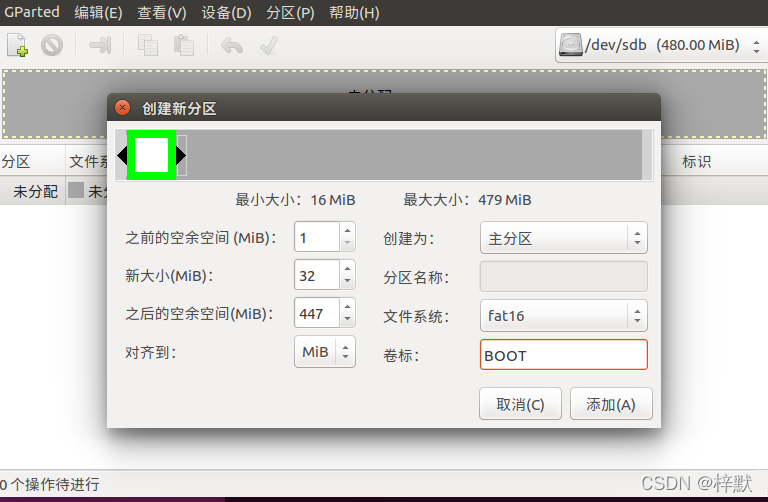 GParted 编辑(E) 查看(V) 设备(D) 分区(P) 帮助(H)
/dev/sdb (480.00 MiB)
创建新分区
分区 文件系 标识
最小大小：16 MiB 最大大小：479 MiB
未分配 未分
之前的空余空间 (MiB)： 1 创建为： 主分区
新大小(MiB)： 32 分区名称：
之后的空余空间(MiB)： 447 文件系统： fat16
对齐到： MiB 卷标： BOOT
取消(C) 添加(A)
0 个操作待进行
CSDN @梓默